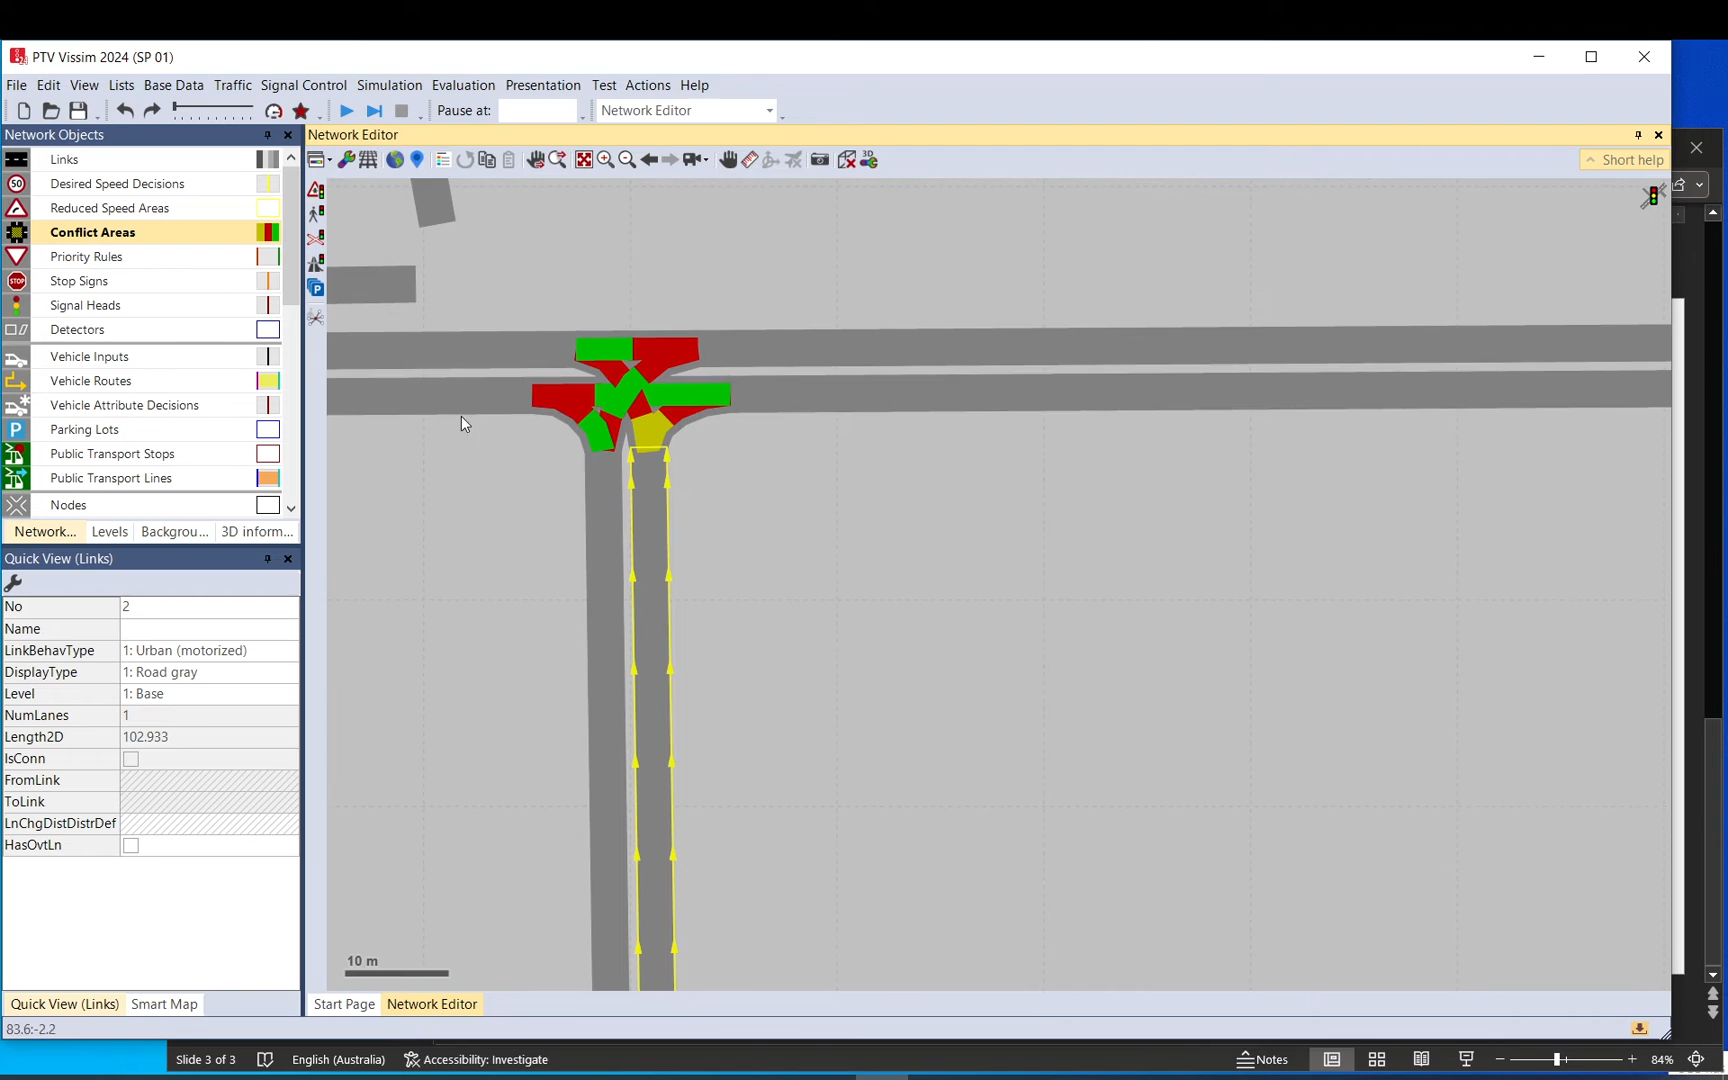 PTV Vissim 2024 (SP 01)
File Edit View Lists Base Data Traffic Signal Control Simulation Evaluation Presentation Test Actions Help
Pause at: Network Editor
Network Objects
Network Editor
Short help
Links
50 Desired Speed Decisions
Reduced Speed Areas
Conflict Areas
Priority Rules
STOP Stop Signs
Signal Heads
Detectors
Vehicle Inputs
Vehicle Routes
Vehicle Attribute Decisions
P Parking Lots
Public Transport Stops
Public Transport Lines
Nodes
Network... Levels Backgrou... 3D inform...
Quick View (Links)
No 2
Name
LinkBehavType 1: Urban (motorized)
DisplayType 1: Road gray
Level 1: Base
NumLanes 1
Length2D 102.933
IsConn
FromLink
ToLink
LnChgDistDistrDef
HasOvtLn
10 m
Quick View (Links) Smart Map
Start Page Network Editor
83.6:-2.2
Slide 3 of 3 English (Australia) Accessibility: Investigate Notes 84%